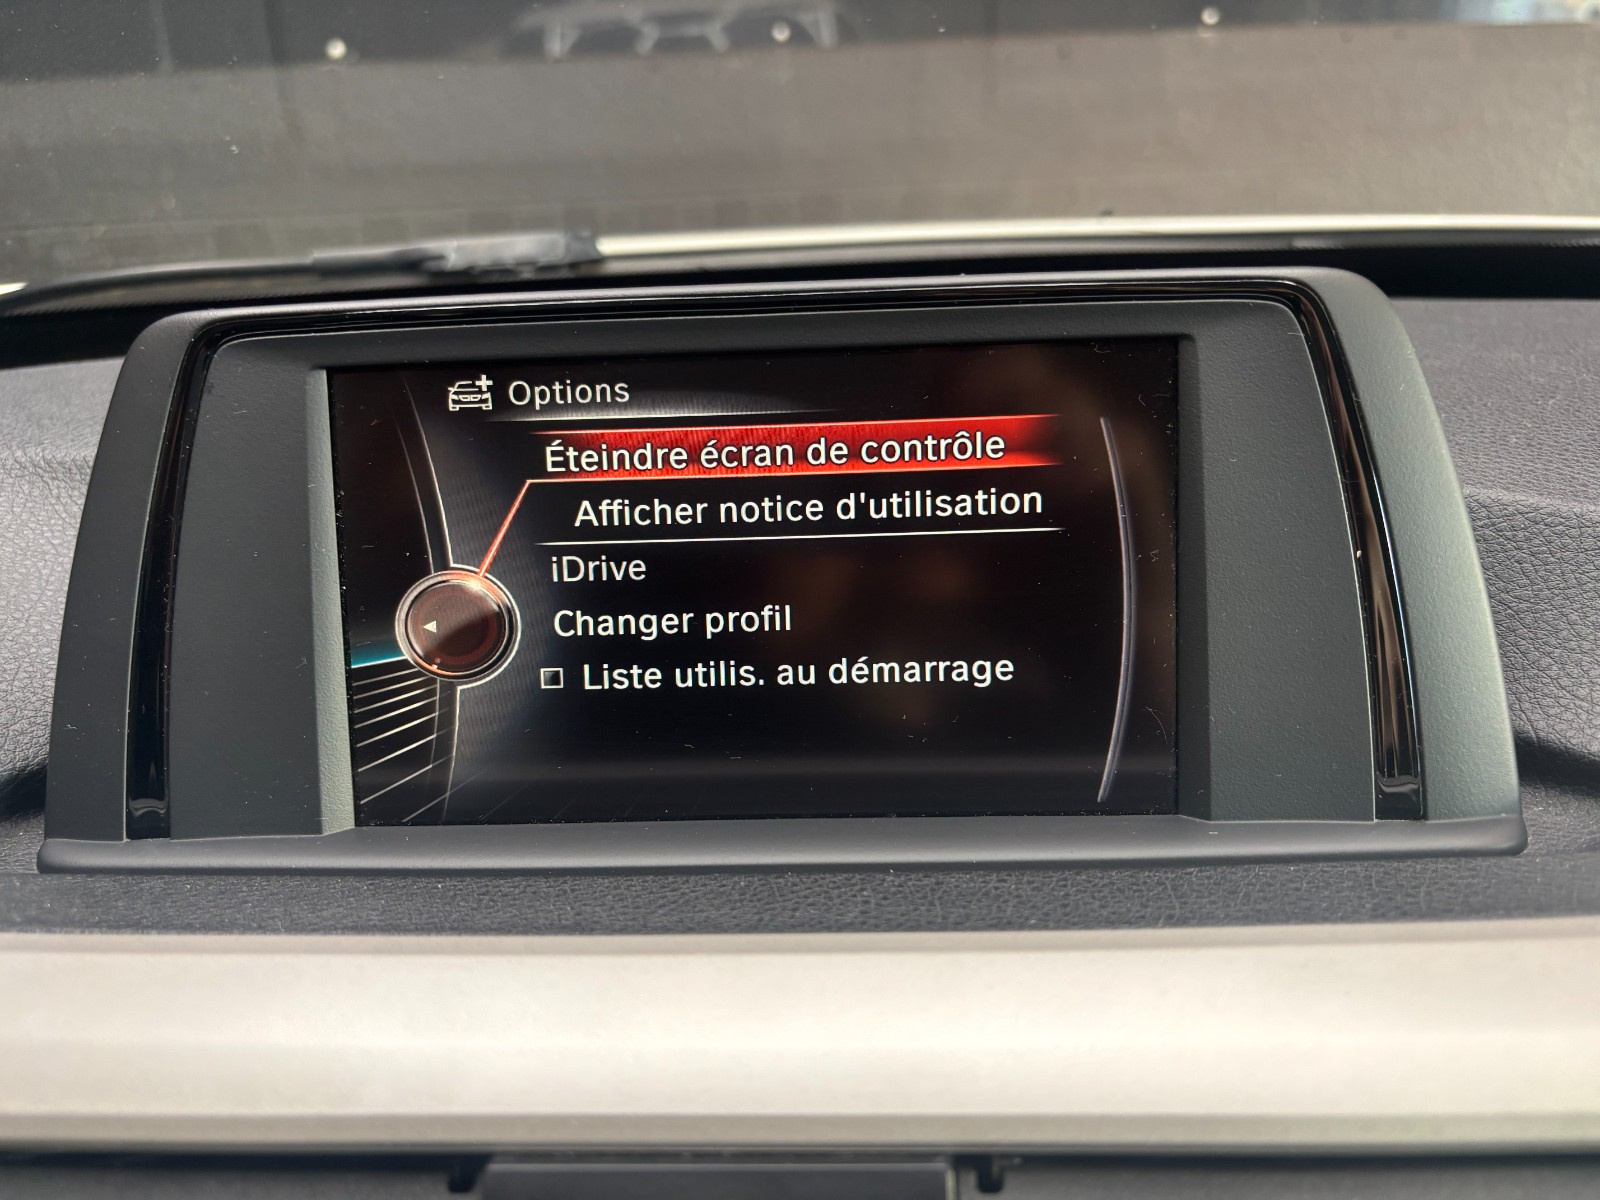 Options
Éteindre écran de contrôle
Afficher notice d'utilisation
iDrive
Changer profil
Liste utilis. au démarrage